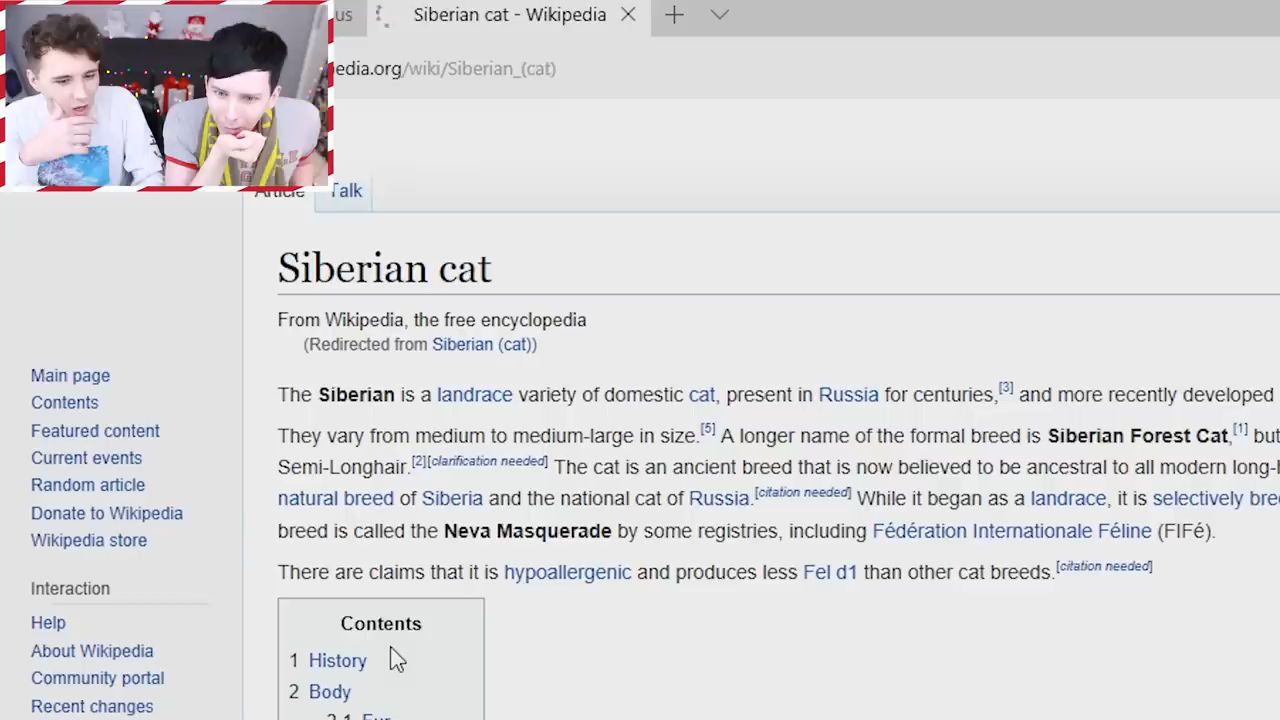 us
Siberian cat - Wikipedia
pedia.org/wiki/Siberian_(cat)
Article Talk
Siberian cat
From Wikipedia, the free encyclopedia
(Redirected from Siberian (cat))
The Siberian is a landrace variety of domestic cat, present in Russia for centuries,[3] and more recently developed
They vary from medium to medium-large in size.[5] A longer name of the formal breed is Siberian Forest Cat,[1] but
Semi-Longhair.[2][clarification needed] The cat is an ancient breed that is now believed to be ancestral to all modern long-
natural breed of Siberia and the national cat of Russia.[citation needed] While it began as a landrace, it is selectively bre
breed is called the Neva Masquerade by some registries, including Fédération Internationale Féline (FIFé).
There are claims that it is hypoallergenic and produces less Fel d1 than other cat breeds.[citation needed]
Contents
1 History
2 Body
2.1 Fur
Main page
Contents
Featured content
Current events
Random article
Donate to Wikipedia
Wikipedia store
Interaction
Help
About Wikipedia
Community portal
Recent changes